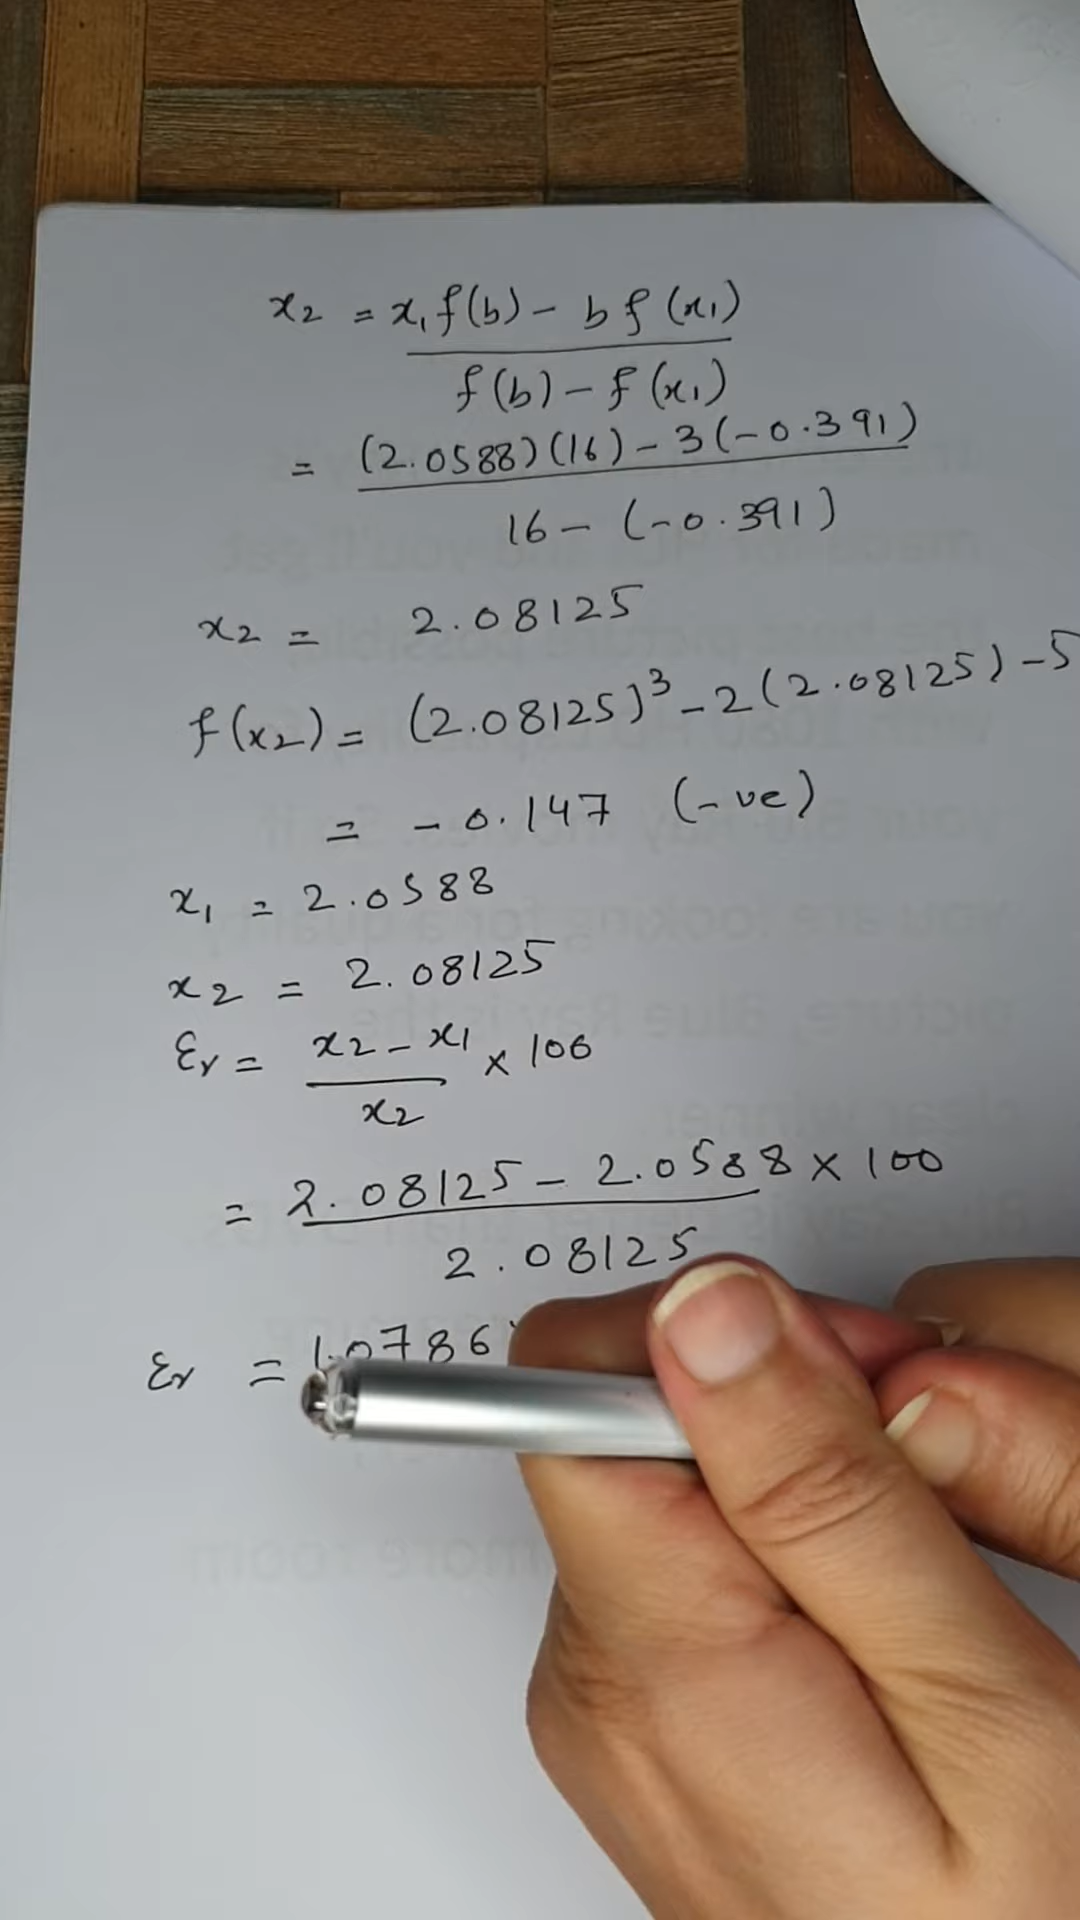 x₂ = x₁ f(b) - b f(x₁)
f(b) - f(x₁)
= (2.0588)(16) - 3(-0.391)
16 - (-0.391)
x₂ = 2.08125
f(x₂) = (2.08125)³ - 2(2.08125) - 5
= -0.147 (-ve)
x₁ = 2.0588
x₂ = 2.08125
Ɛr = x₂ - x₁ × 100
x₂
= 2.08125 - 2.0588 × 100
2.08125
Ɛr = 1.0786